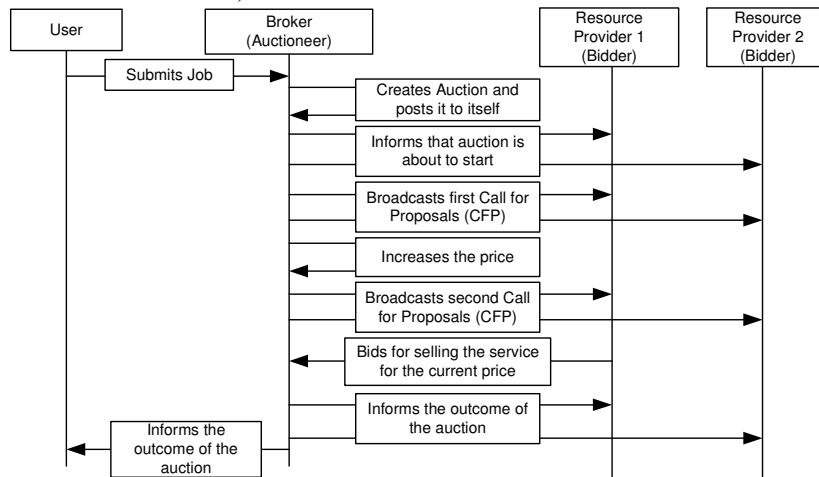 User
Broker
(Auctioneer)
Resource
Provider 1
(Bidder)
Resource
Provider 2
(Bidder)
Submits Job
Creates Auction and
posts it to itself
Informs that auction is
about to start
Broadcasts first Call for
Proposals (CFP)
Increases the price
Broadcasts second Call
for Proposals (CFP)
Bids for selling the service
for the current price
Informs the outcome of
the auction
Informs the
outcome of the
auction